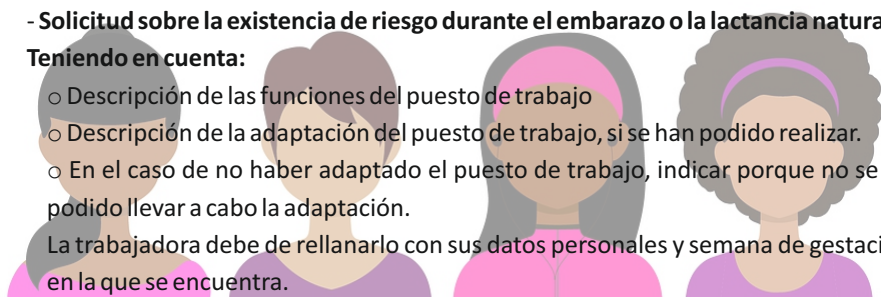 - Solicitud sobre la existencia de riesgo durante el embarazo o la lactancia natura
Teniendo en cuenta:
o Descripción de las funciones del puesto de trabajo
o Descripción de la adaptación del puesto de trabajo, si se han podido realizar.
o En el caso de no haber adaptado el puesto de trabajo, indicar porque no se
podido llevar a cabo la adaptación.
La trabajadora debe de rellanarlo con sus datos personales y semana de gestaci
en la que se encuentra.